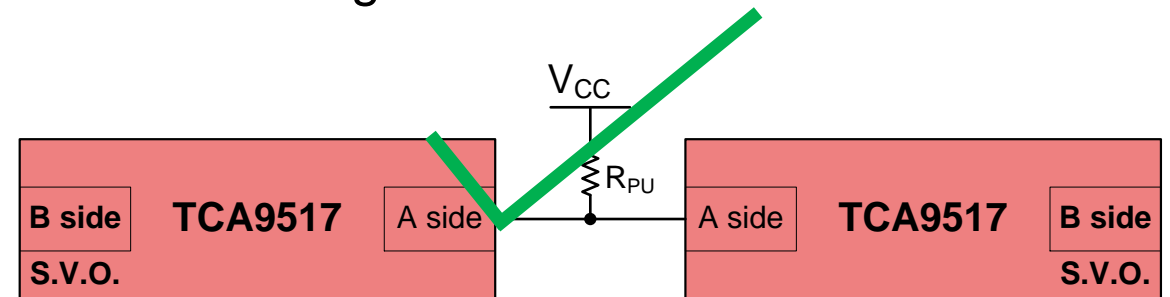 V_CC
R_PU
B side TCA9517 A side A side TCA9517 B side
S.V.O. S.V.O.